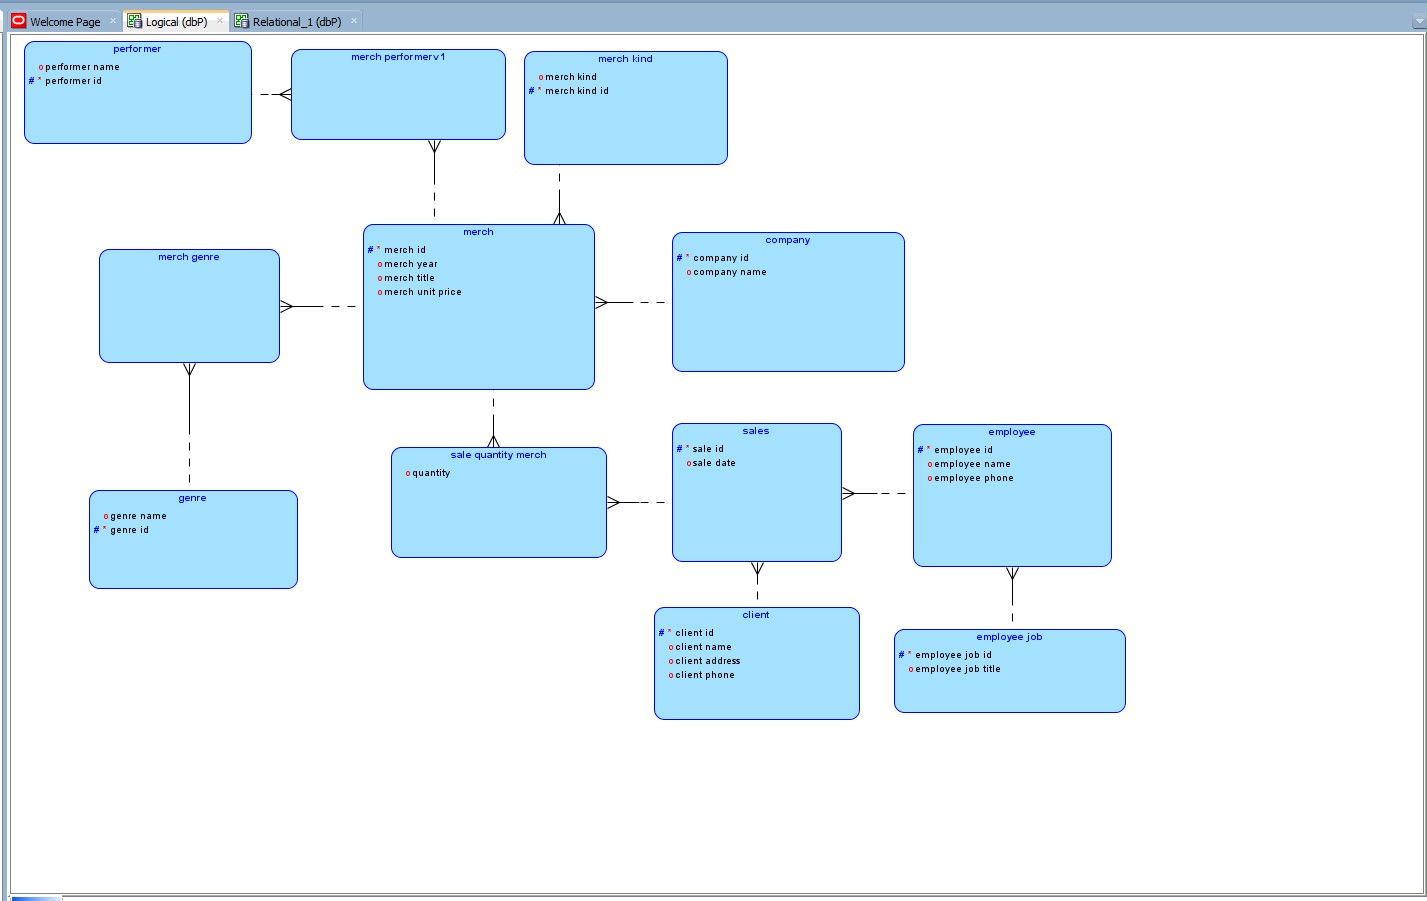 Welcome Page
Logical (dbP)
Relational_1 (dbP)
performer
o performer name
# * performer id
merch performerv1
merch kind
o merch kind
# * merch kind id
merch
# * merch id
o merch year
o merch title
o merch unit price
merch genre
company
# * company id
o company name
genre
o genre name
# * genre id
sale quantity merch
o quantity
sales
# * sale id
o sale date
employee
# * employee id
o employee name
o employee phone
client
# * client id
o client name
o client address
o client phone
employee job
# * employee job id
o employee job title